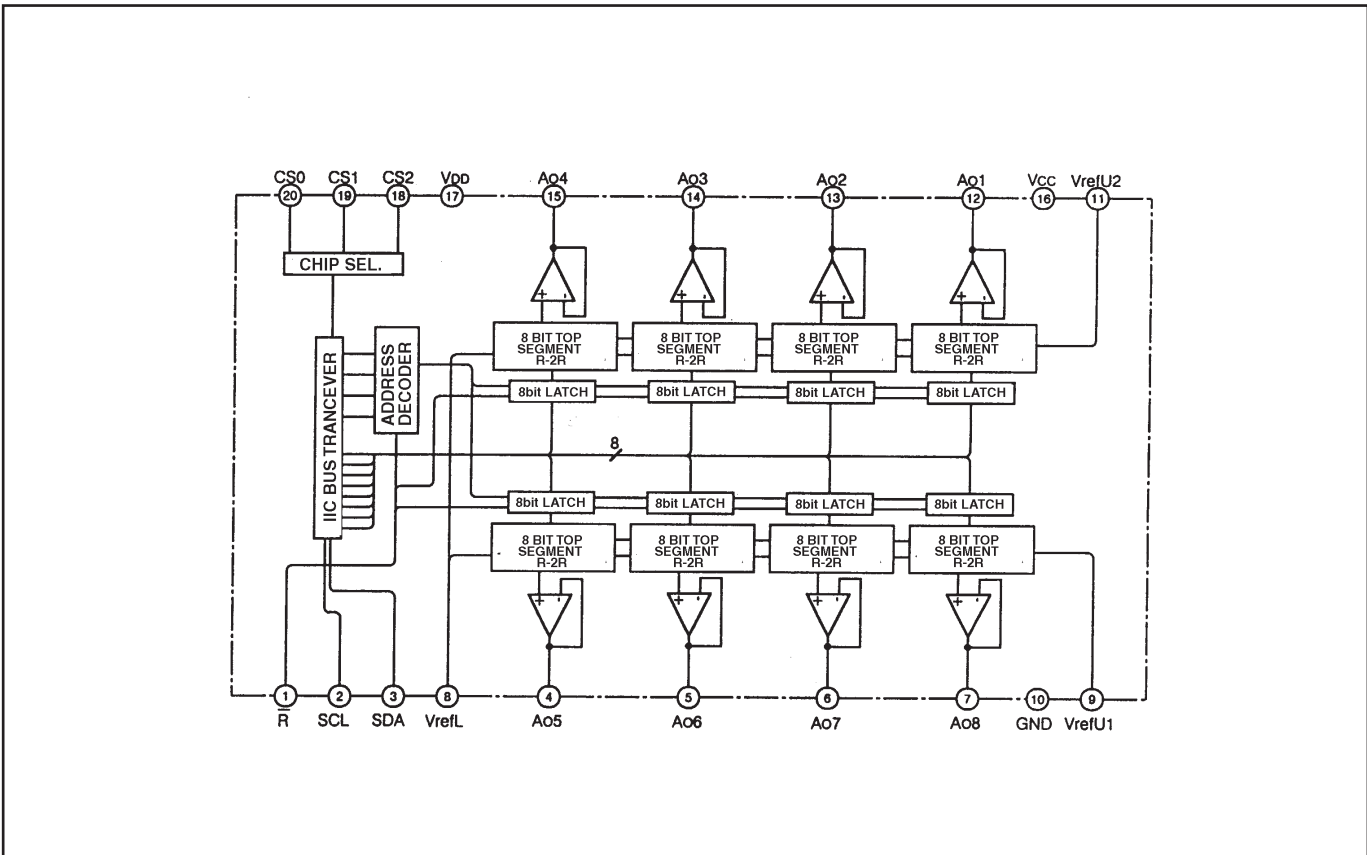 CS0 CS1 CS2 VDD Ao4 Ao3 Ao2 Ao1 VCC VrefU2
20 19 18 17 15 14 13 12 16 11
CHIP SEL.
+ - + - + - + -
IIC BUS TRANCEVER
ADDRESS
DECODER
8 BIT TOP
SEGMENT
R-2R
8 BIT TOP
SEGMENT
R-2R
8 BIT TOP
SEGMENT
R-2R
8 BIT TOP
SEGMENT
R-2R
8bit LATCH 8bit LATCH 8bit LATCH 8bit LATCH
8
8bit LATCH 8bit LATCH 8bit LATCH 8bit LATCH
8 BIT TOP
SEGMENT
R-2R
8 BIT TOP
SEGMENT
R-2R
8 BIT TOP
SEGMENT
R-2R
8 BIT TOP
SEGMENT
R-2R
+ - + - + - + -
1 2 3 8 4 5 6 7 10 9
R̅ SCL SDA VrefL Ao5 Ao6 Ao7 Ao8 GND VrefU1